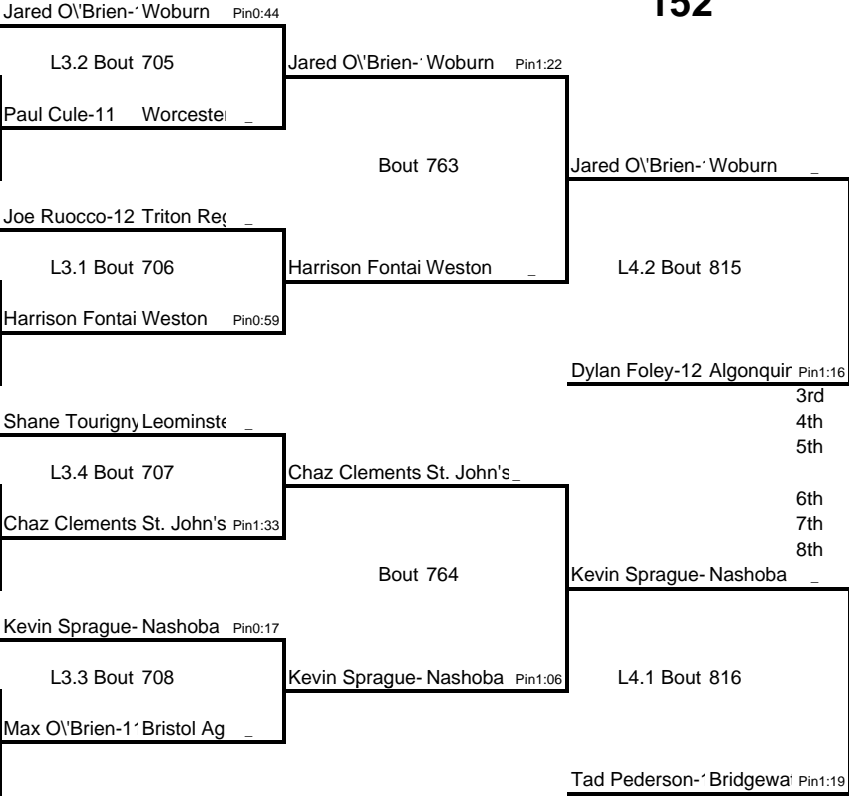 152
Jared O\'Brien- Woburn Pin0:44
L3.2 Bout 705
Jared O\'Brien- Woburn Pin1:22
Paul Cule-11 Worceste _
Bout 763
Jared O\'Brien- Woburn _
Joe Ruocco-12 Triton Reg _
L3.1 Bout 706
Harrison Fontai Weston _
L4.2 Bout 815
Harrison Fontai Weston Pin0:59
Dylan Foley-12 Algonquin Pin1:16
3rd
Shane Tourigny Leominste _
4th
5th
L3.4 Bout 707
Chaz Clements St. John's _
6th
Chaz Clements St. John's Pin1:33
7th
8th
Bout 764
Kevin Sprague- Nashoba _
Kevin Sprague- Nashoba Pin0:17
L3.3 Bout 708
Kevin Sprague- Nashoba Pin1:06
L4.1 Bout 816
Max O\'Brien-1 Bristol Ag _
Tad Pederson- Bridgewa Pin1:19